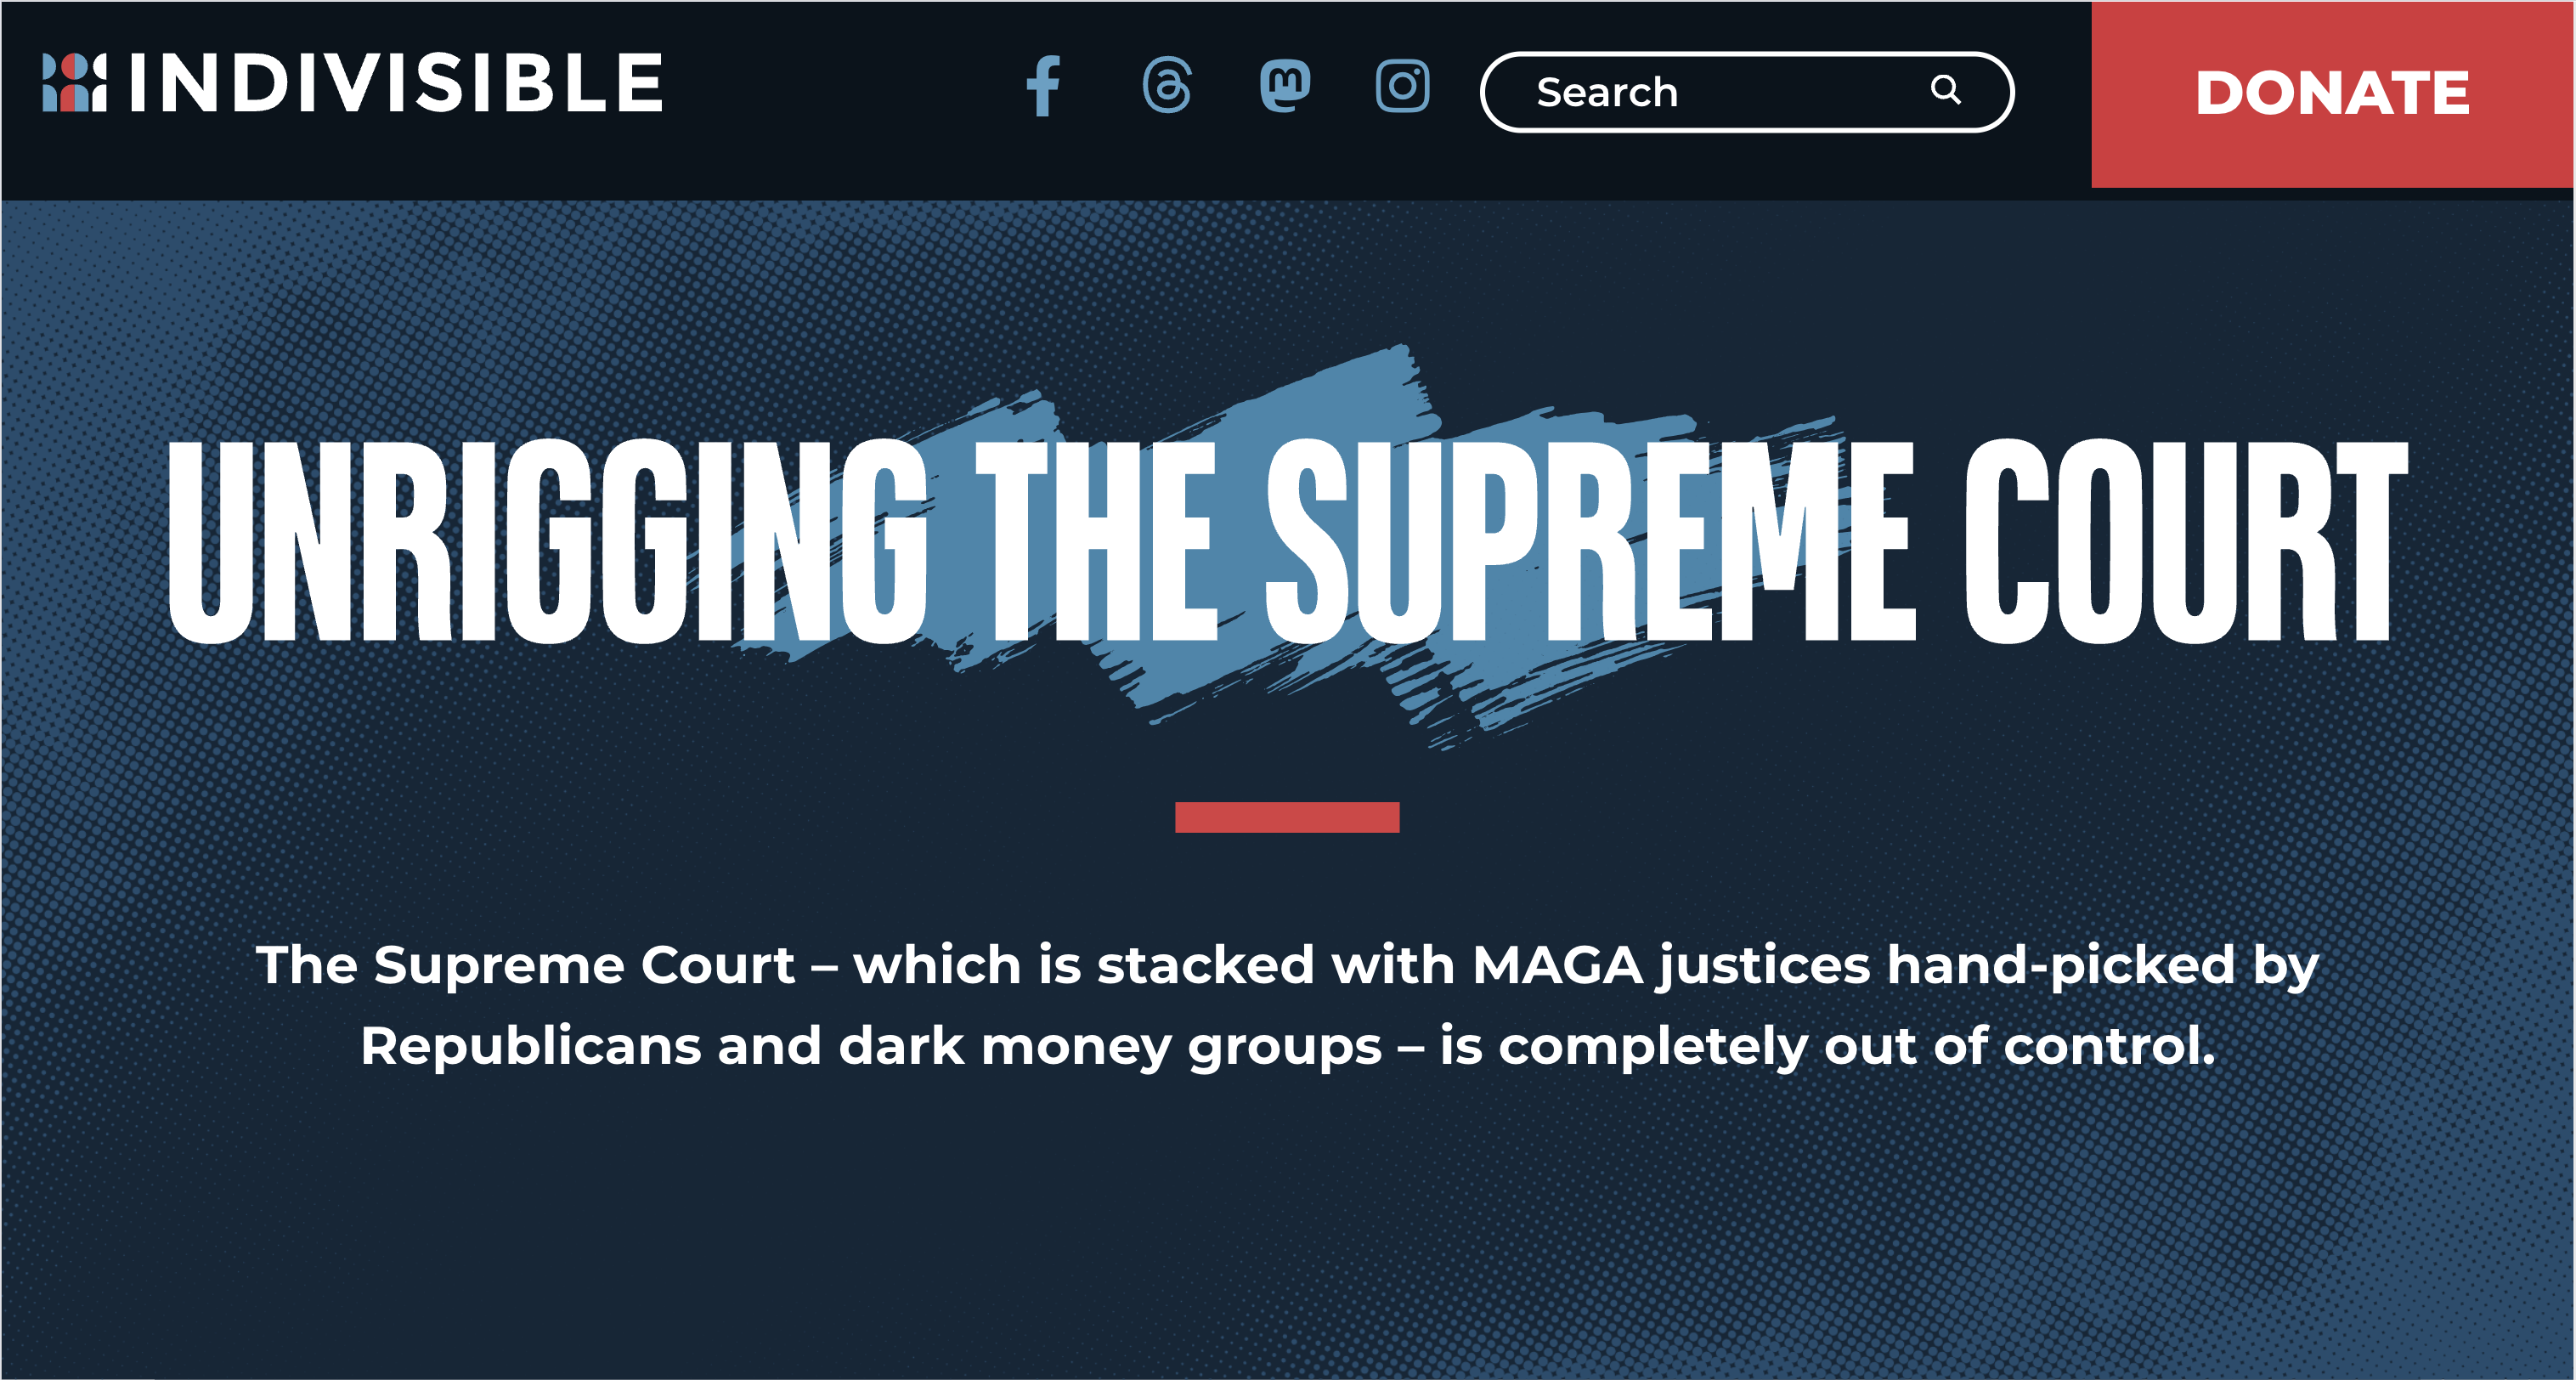 INDIVISIBLE
Search
DONATE
UNRIGGING THE SUPREME COURT
The Supreme Court – which is stacked with MAGA justices hand-picked by
Republicans and dark money groups – is completely out of control.